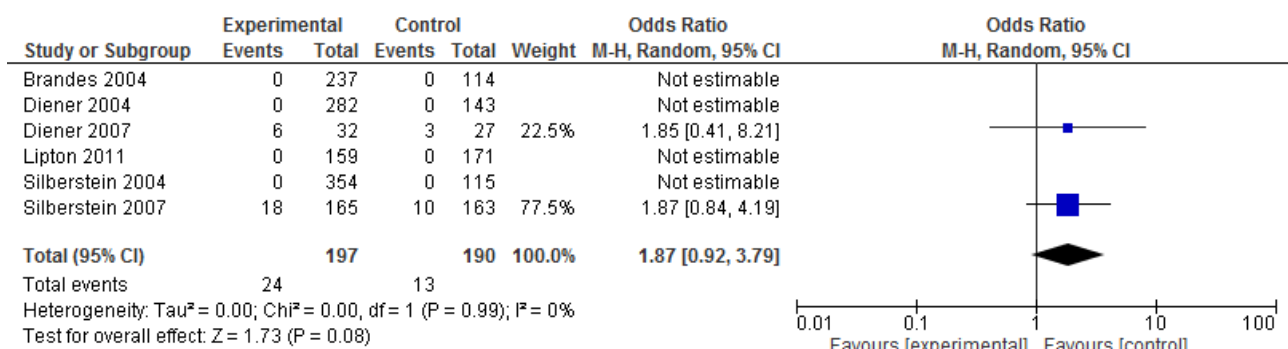 Experimental Control Odds Ratio Odds Ratio
Study or Subgroup Events Total Events Total Weight M-H, Random, 95% CI M-H, Random, 95% CI
Brandes 2004 0 237 0 114 Not estimable
Diener 2004 0 282 0 143 Not estimable
Diener 2007 6 32 3 27 22.5% 1.85 [0.41, 8.21]
Lipton 2011 0 159 0 171 Not estimable
Silberstein 2004 0 354 0 115 Not estimable
Silberstein 2007 18 165 10 163 77.5% 1.87 [0.84, 4.19]
Total (95% CI) 197 190 100.0% 1.87 [0.92, 3.79]
Total events 24 13
Heterogeneity: Tau² = 0.00; Chi² = 0.00, df = 1 (P = 0.99); I² = 0%
Test for overall effect: Z = 1.73 (P = 0.08)
0.01 0.1 1 10 100
Favours [experimental] Favours [control]